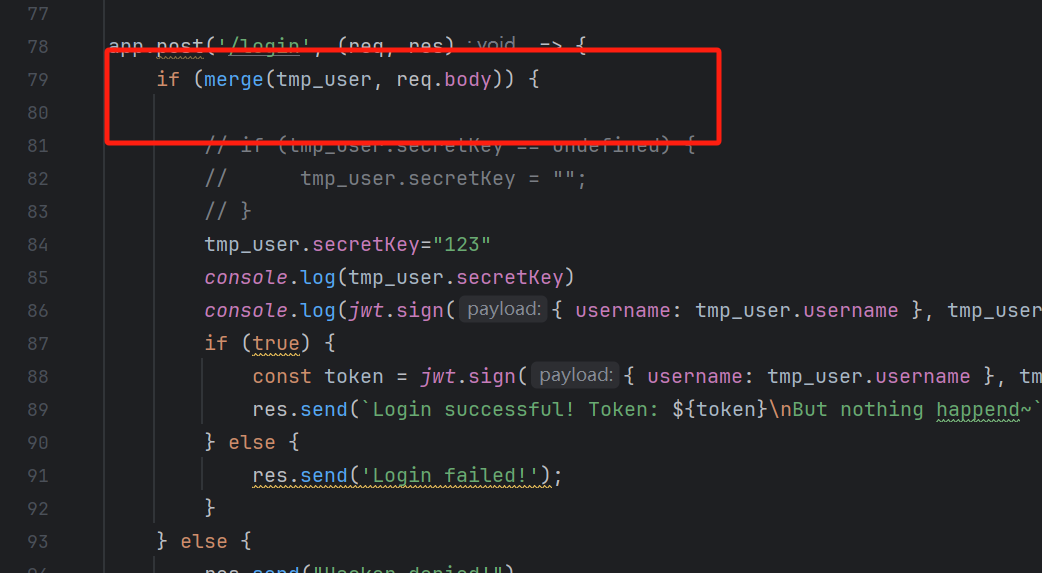 77
78 app.post('/login', (req, res) : void => {
79 if (merge(tmp_user, req.body)) {
80
81 // if (tmp_user.secretKey == undefined) {
82 // tmp_user.secretKey = "";
83 // }
84 tmp_user.secretKey="123"
85 console.log(tmp_user.secretKey)
86 console.log(jwt.sign( payload: { username: tmp_user.username }, tmp_user
87 if (true) {
88 const token = jwt.sign( payload: { username: tmp_user.username }, tm
89 res.send(`Login successful! Token: ${token}\nBut nothing happend~`
90 } else {
91 res.send('Login failed!');
92 }
93 } else {
94 res.send("Hacker denied!")